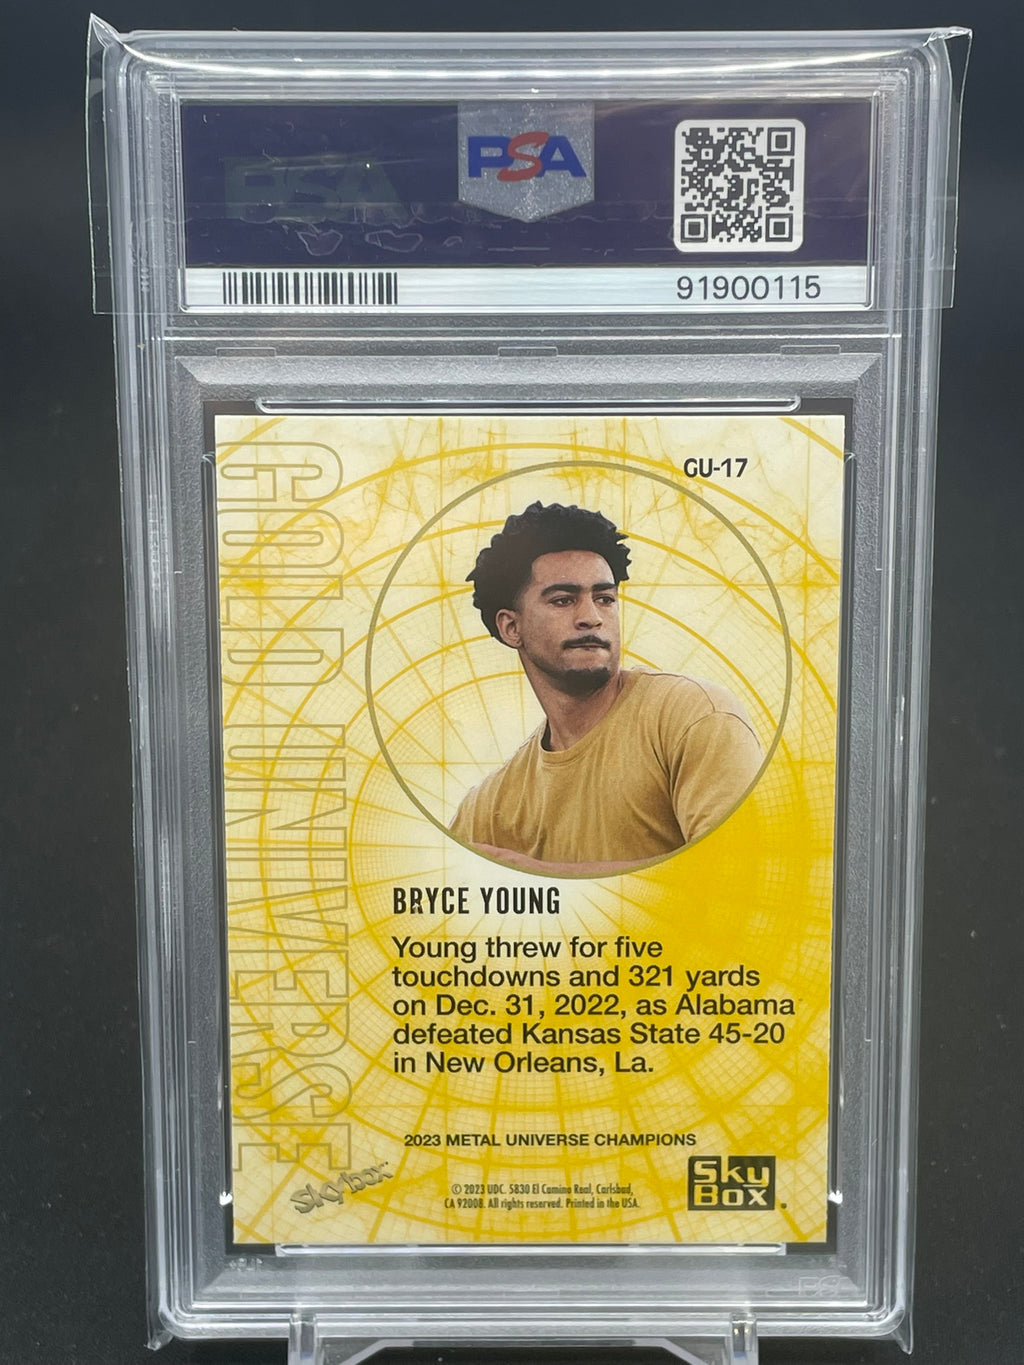 PSA
PSA
91900115
GU-17
GOLD UNIVERSE
BRYCE YOUNG
Young threw for five
touchdowns and 321 yards
on Dec. 31, 2022, as Alabama
defeated Kansas State 45-20
in New Orleans, La.
2023 METAL UNIVERSE CHAMPIONS
Skybox
© 2023 UDC. 5830 El Camino Real, Carlsbad,
CA 92008. All rights reserved. Printed in the USA.
Sky
Box